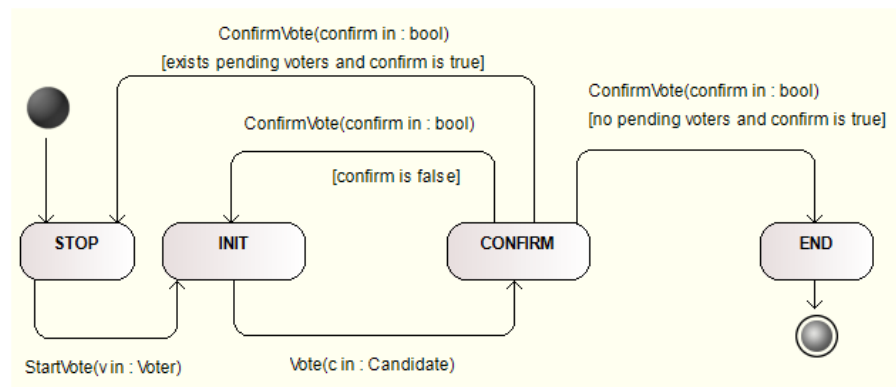 ConfirmVote(confirm in : bool)
[exists pending voters and confirm is true]
ConfirmVote(confirm in : bool)
[no pending voters and confirm is true]
ConfirmVote(confirm in : bool)
[confirm is false]
STOP
INIT
CONFIRM
END
StartVote(v in : Voter)
Vote(c in : Candidate)